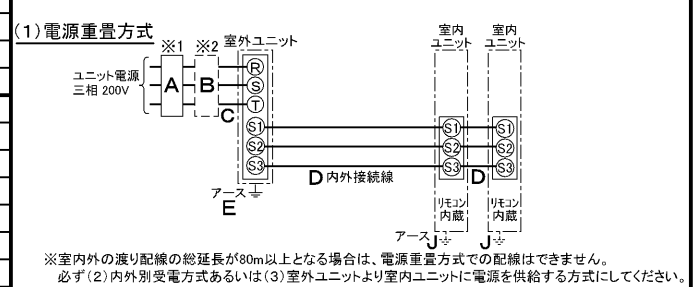 (1)電源重畳方式
※1 ※2 室外ユニット
室内
ユニット
室内
ユニット
ユニット電源
三相 200V
A
B
C
R
S
T
S1
S2
S3
S1
S2
S3
S1
S2
S3
D 内外接続線
D
アース
E
リモコン
内蔵
リモコン
内蔵
アース J
J
※室内外の渡り配線の総延長が80m以上となる場合は、電源重畳方式での配線はできません。
必ず(2)内外別受電方式あるいは(3)室外ユニットより室内ユニットに電源を供給する方式にしてください。